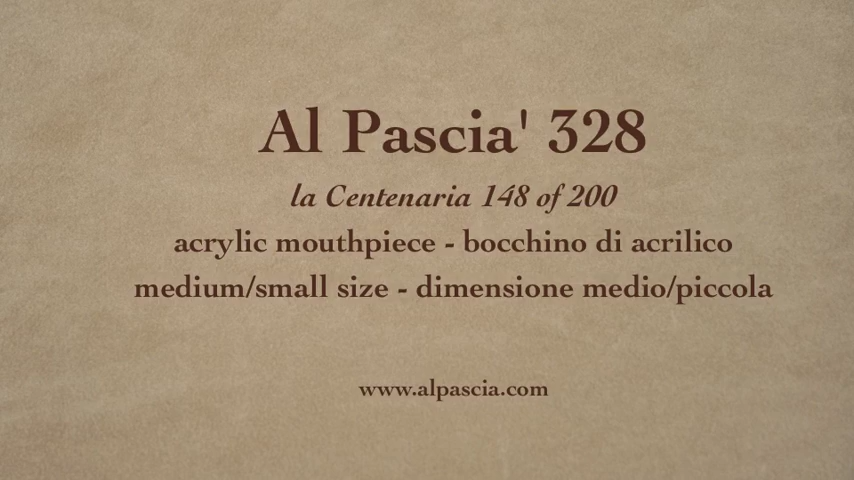 Al Pascia' 328
la Centenaria 148 of 200
acrylic mouthpiece - bocchino di acrilico
medium/small size - dimensione medio/piccola
www.alpascia.com